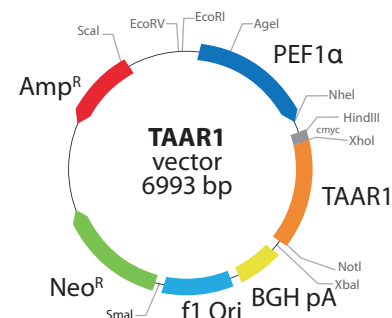 EcoRV
EcoRI
ScaI
AgeI
PEF1α
AmpR
NheI
HindIII
cmyc
XhoI
TAAR1
vector
6993 bp
TAAR1
NotI
XbaI
BGH pA
f1 Ori
SmaI
NeoR